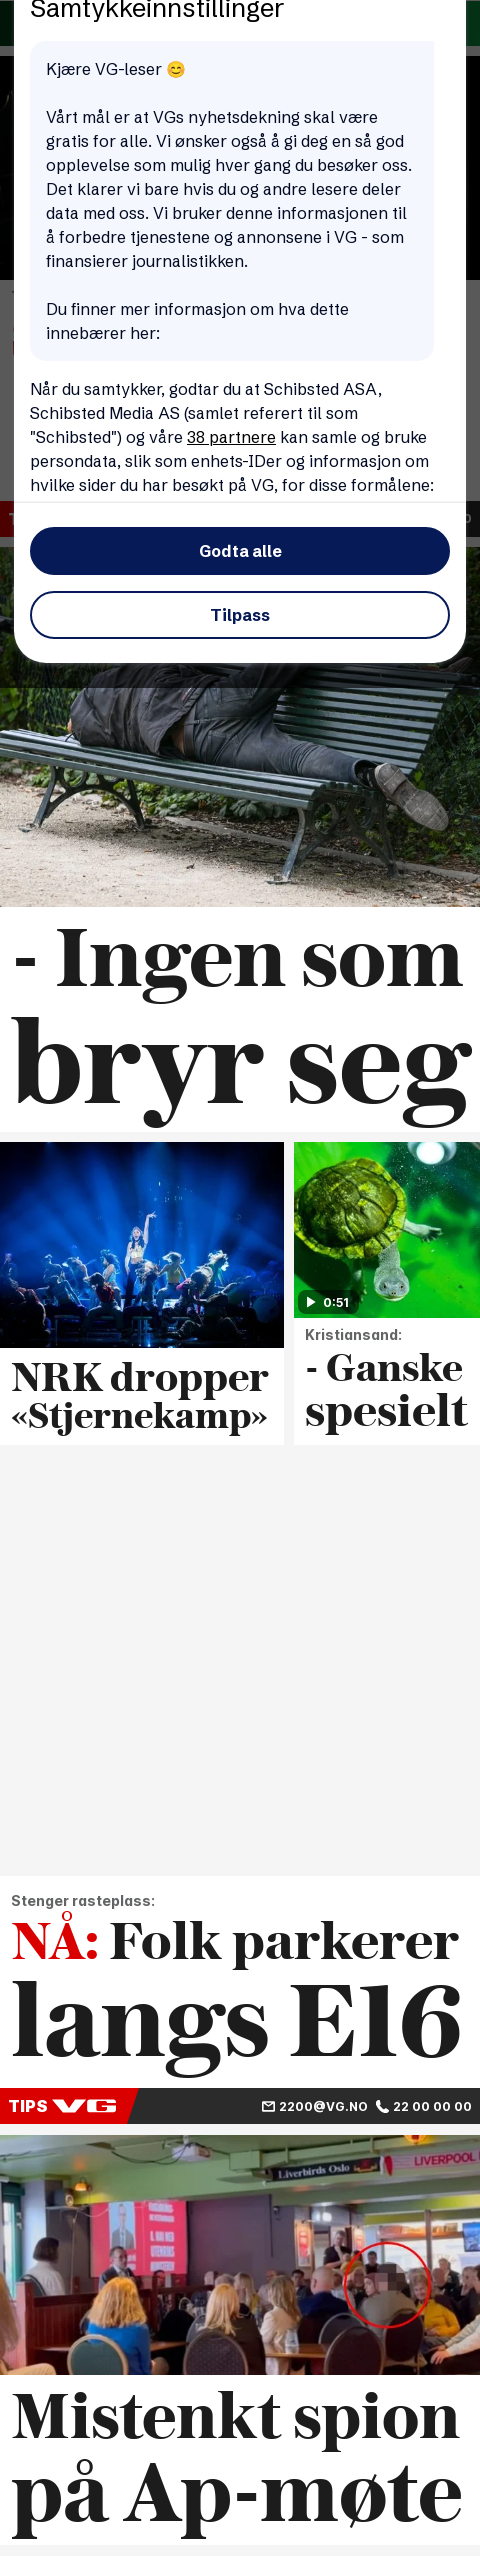 Samtykkeinnstillinger
Kjære VG-leser 😊
Vårt mål er at VGs nyhetsdekning skal være
gratis for alle. Vi ønsker også å gi deg en så god
opplevelse som mulig hver gang du besøker oss.
Det klarer vi bare hvis du og andre lesere deler
data med oss. Vi bruker denne informasjonen til
å forbedre tjenestene og annonsene i VG - som
finansierer journalistikken.
Du finner mer informasjon om hva dette
innebærer her:
Når du samtykker, godtar du at Schibsted ASA,
Schibsted Media AS (samlet referert til som
"Schibsted") og våre 38 partnere kan samle og bruke
persondata, slik som enhets-IDer og informasjon om
hvilke sider du har besøkt på VG, for disse formålene:
Godta alle
Tilpass
- Ingen som
bryr seg
NRK dropper
«Stjernekamp»
0:51
Kristiansand:
- Ganske
spesielt
Stenger rasteplass:
NÅ: Folk parkerer
langs E16
TIPS VG 2200@VG.NO 22 00 00 00
Liverbirds Oslo
LIVERPOOL
Mistenkt spion
på Ap-møte